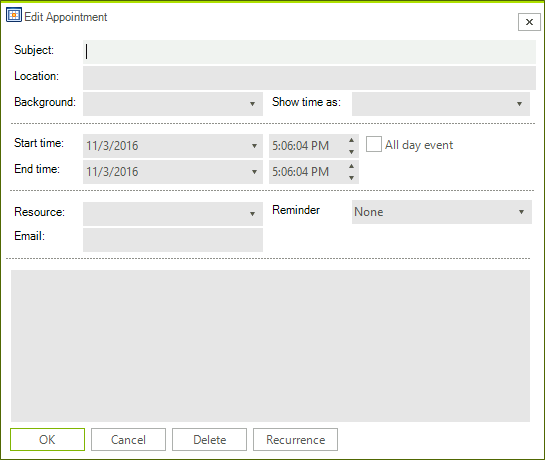 Edit Appointment
Subject:
Location:
Background: Show time as:
Start time: 11/3/2016 5:06:04 PM All day event
End time: 11/3/2016 5:06:04 PM
Resource: Reminder None
Email:
OK Cancel Delete Recurrence